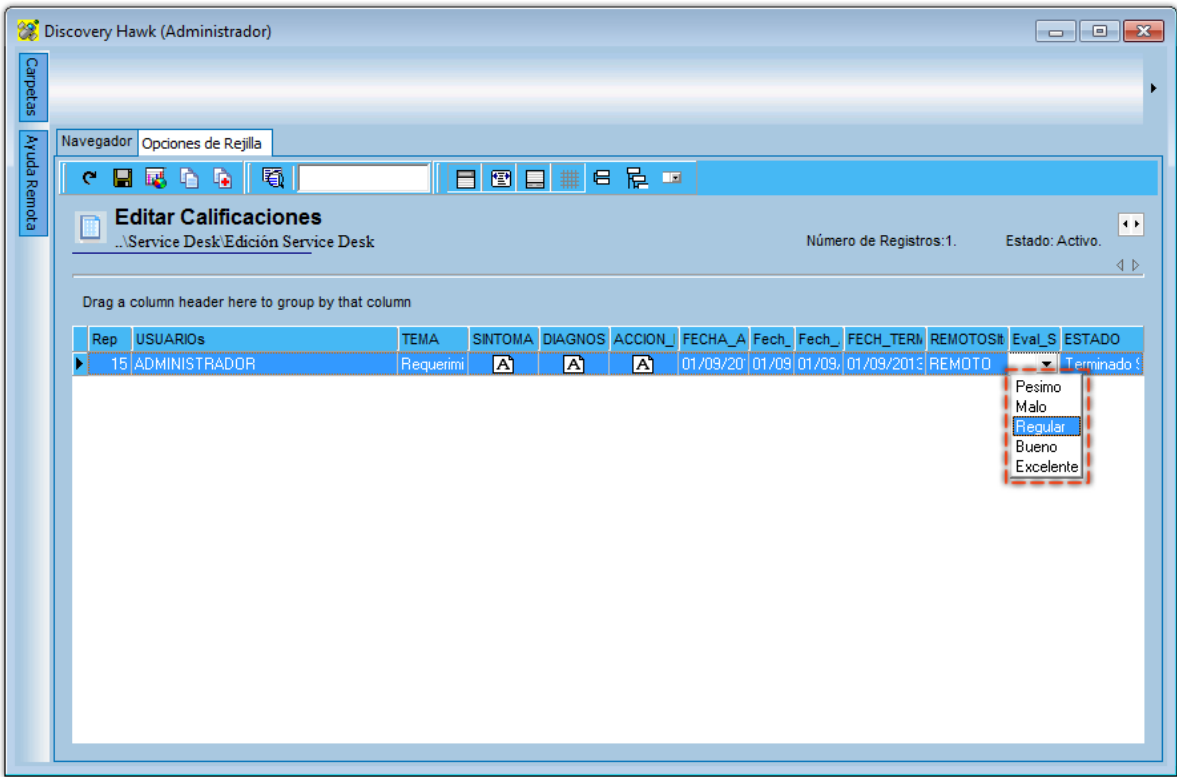 Discovery Hawk (Administrador)
Carpetas
Ayuda Remota
Navegador Opciones de Rejilla
Editar Calificaciones
..\Service Desk\Edición Service Desk
Número de Registros:1. Estado: Activo.
Drag a column header here to group by that column
Rep USUARIOs TEMA SINTOMA DIAGNOS ACCION_ FECHA_A Fech_ Fech_ FECH_TERM REMOTOSIt Eval_S ESTADO
15 ADMINISTRADOR Requerimi A A A 01/09/20 01/09 01/09/ 01/09/2013 REMOTO Terminado S
Pesimo
Malo
Regular
Bueno
Excelente